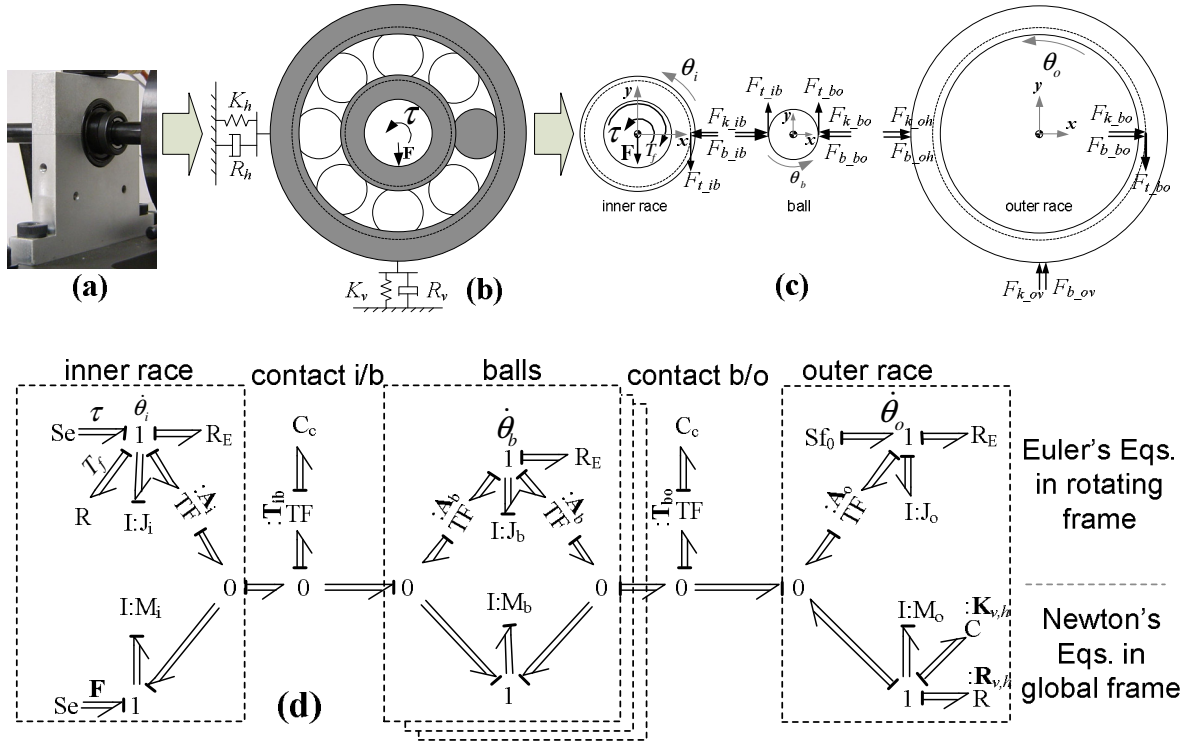 K_h
R_h
τ
F
K_v
R_v
(a)
(b)
θ_i
τ
F
T_f
x
y
F_k_ib
F_b_ib
F_t_ib
inner race
F_t_ib
F_t_bo
y
x
F_k_bo
F_b_bo
θ_b
ball
(c)
F_k_oh
F_b_oh
θ_o
y
x
F_k_bo
F_b_bo
F_t_bo
outer race
F_k_ov F_b_ov
inner race
contact i/b
balls
contact b/o
outer race
τ θ̇_i
Se 1 R_E
T_f
R
I:J_i
:A_i
TF
0
I:M_i
F
Se 1
C_c
:T_ib
TF
0
θ̇_b
1 R_E
:A_b
TF
I:J_b
:A_b
TF
0 0
I:M_b
1
C_c
:T_bo
TF
0
θ̇_o
Sf_0 1 R_E
:A_o
TF
I:J_o
0
I:M_o
:K_v,h
C
:R_v,h
1 R
(d)
Euler's Eqs.
in rotating
frame
Newton's
Eqs. in
global frame